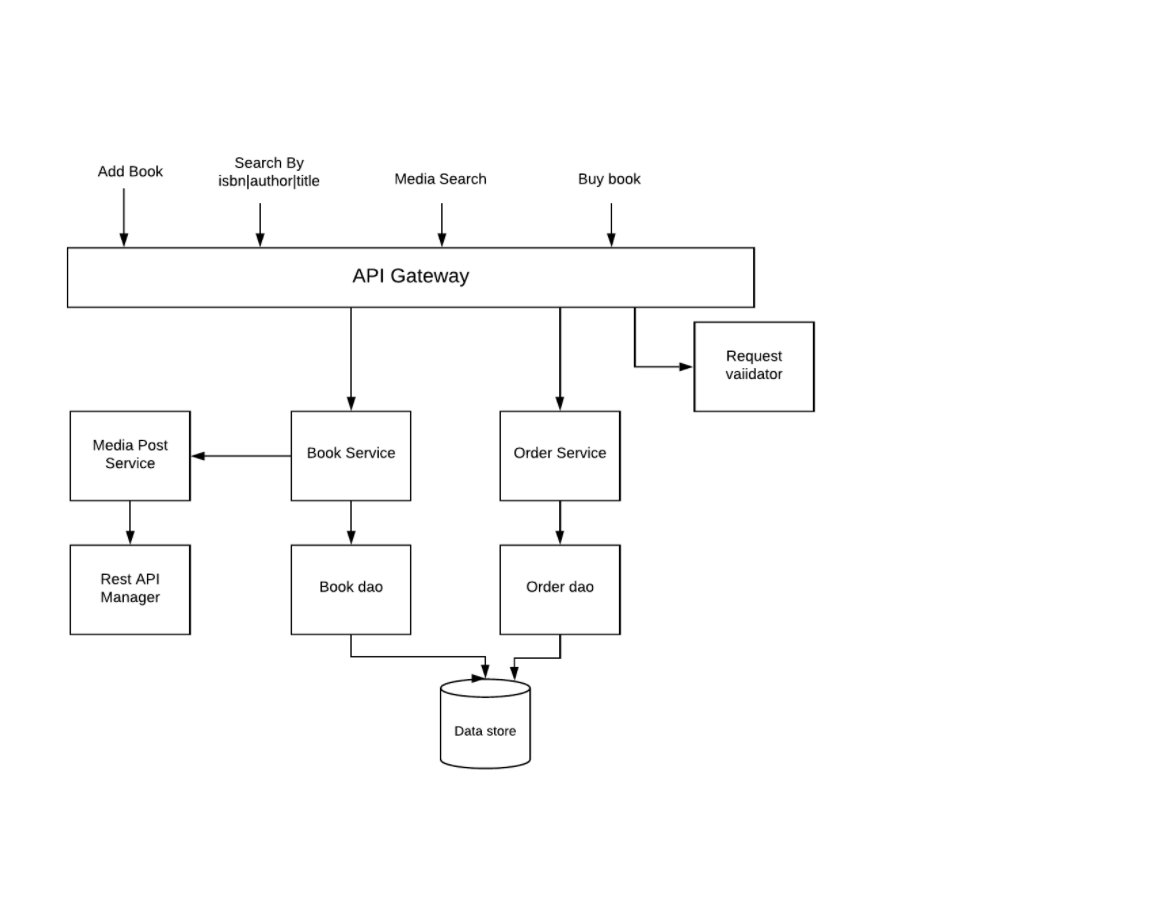 Add Book
Search By
isbn|author|title
Media Search
Buy book
API Gateway
Request
vaiidator
Media Post
Service
Book Service
Order Service
Rest API
Manager
Book dao
Order dao
Data store